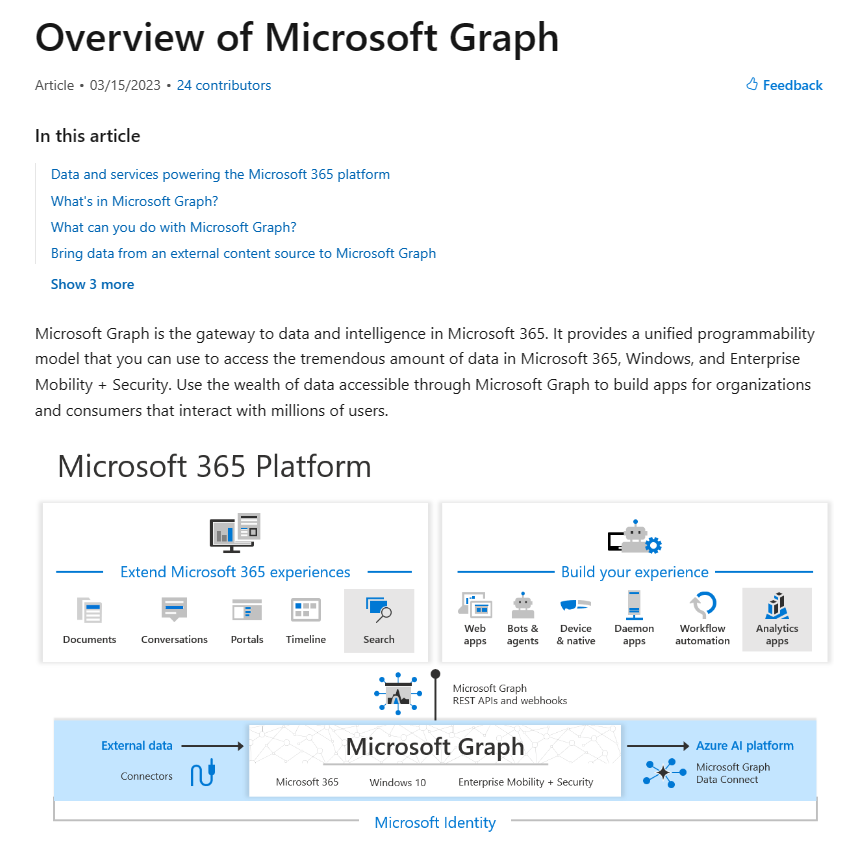 Overview of Microsoft Graph
Article • 03/15/2023 • 24 contributors
Feedback
In this article
Data and services powering the Microsoft 365 platform
What's in Microsoft Graph?
What can you do with Microsoft Graph?
Bring data from an external content source to Microsoft Graph
Show 3 more
Microsoft Graph is the gateway to data and intelligence in Microsoft 365. It provides a unified programmability
model that you can use to access the tremendous amount of data in Microsoft 365, Windows, and Enterprise
Mobility + Security. Use the wealth of data accessible through Microsoft Graph to build apps for organizations
and consumers that interact with millions of users.
Microsoft 365 Platform
Extend Microsoft 365 experiences
Documents
Conversations
Portals
Timeline
Search
Build your experience
Web
apps
Bots &
agents
Device
& native
Daemon
apps
Workflow
automation
Analytics
apps
Microsoft Graph
REST APIs and webhooks
External data
Connectors
Microsoft Graph
Microsoft 365
Windows 10
Enterprise Mobility + Security
Azure AI platform
Microsoft Graph
Data Connect
Microsoft Identity